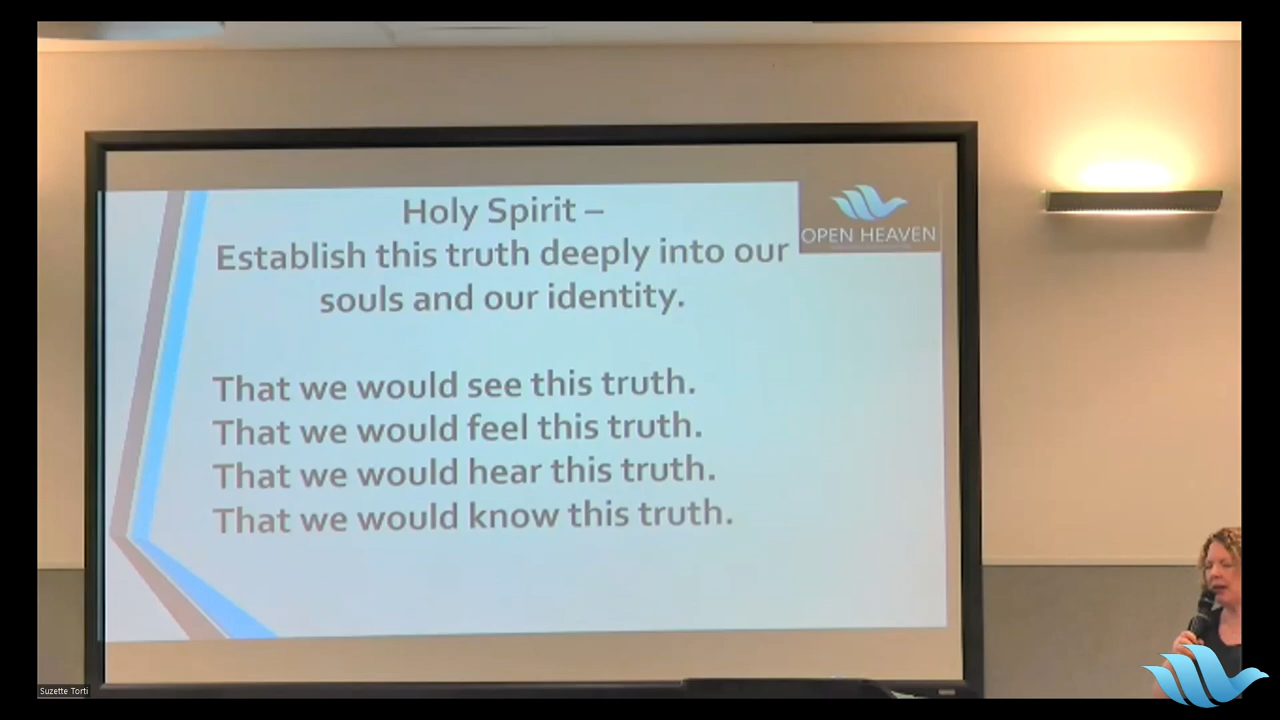 Holy Spirit –
Establish this truth deeply into our
souls and our identity.
OPEN HEAVEN
That we would see this truth.
That we would feel this truth.
That we would hear this truth.
That we would know this truth.
Suzette Torti